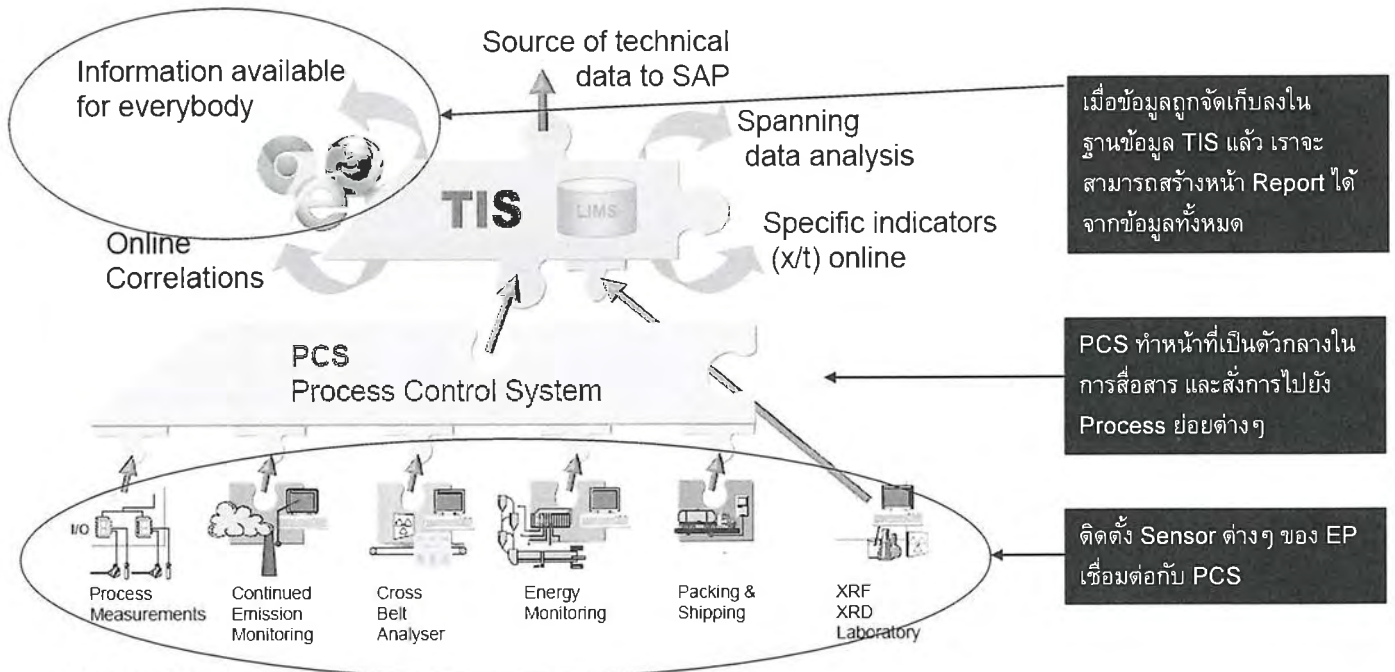 Information available
for everybody
Source of technical
data to SAP
Spanning
data analysis
TIS
LIMS
Online
Correlations
Specific indicators
(x/t) online
PCS
Process Control System
I/O
Process
Measurements
Continued
Emission
Monitoring
Cross
Belt
Analyser
Energy
Monitoring
Packing &
Shipping
XRF
XRD
Laboratory
เมื่อข้อมูลถูกจัดเก็บลงใน
ฐานข้อมูล TIS แล้ว เราจะ
สามารถสร้างหน้า Report ได้
จากข้อมูลทั้งหมด
PCS ทำหน้าที่เป็นตัวกลางใน
การสื่อสาร และสั่งการไปยัง
Process ย่อยต่างๆ
ติดตั้ง Sensor ต่างๆ ของ EP
เชื่อมต่อกับ PCS